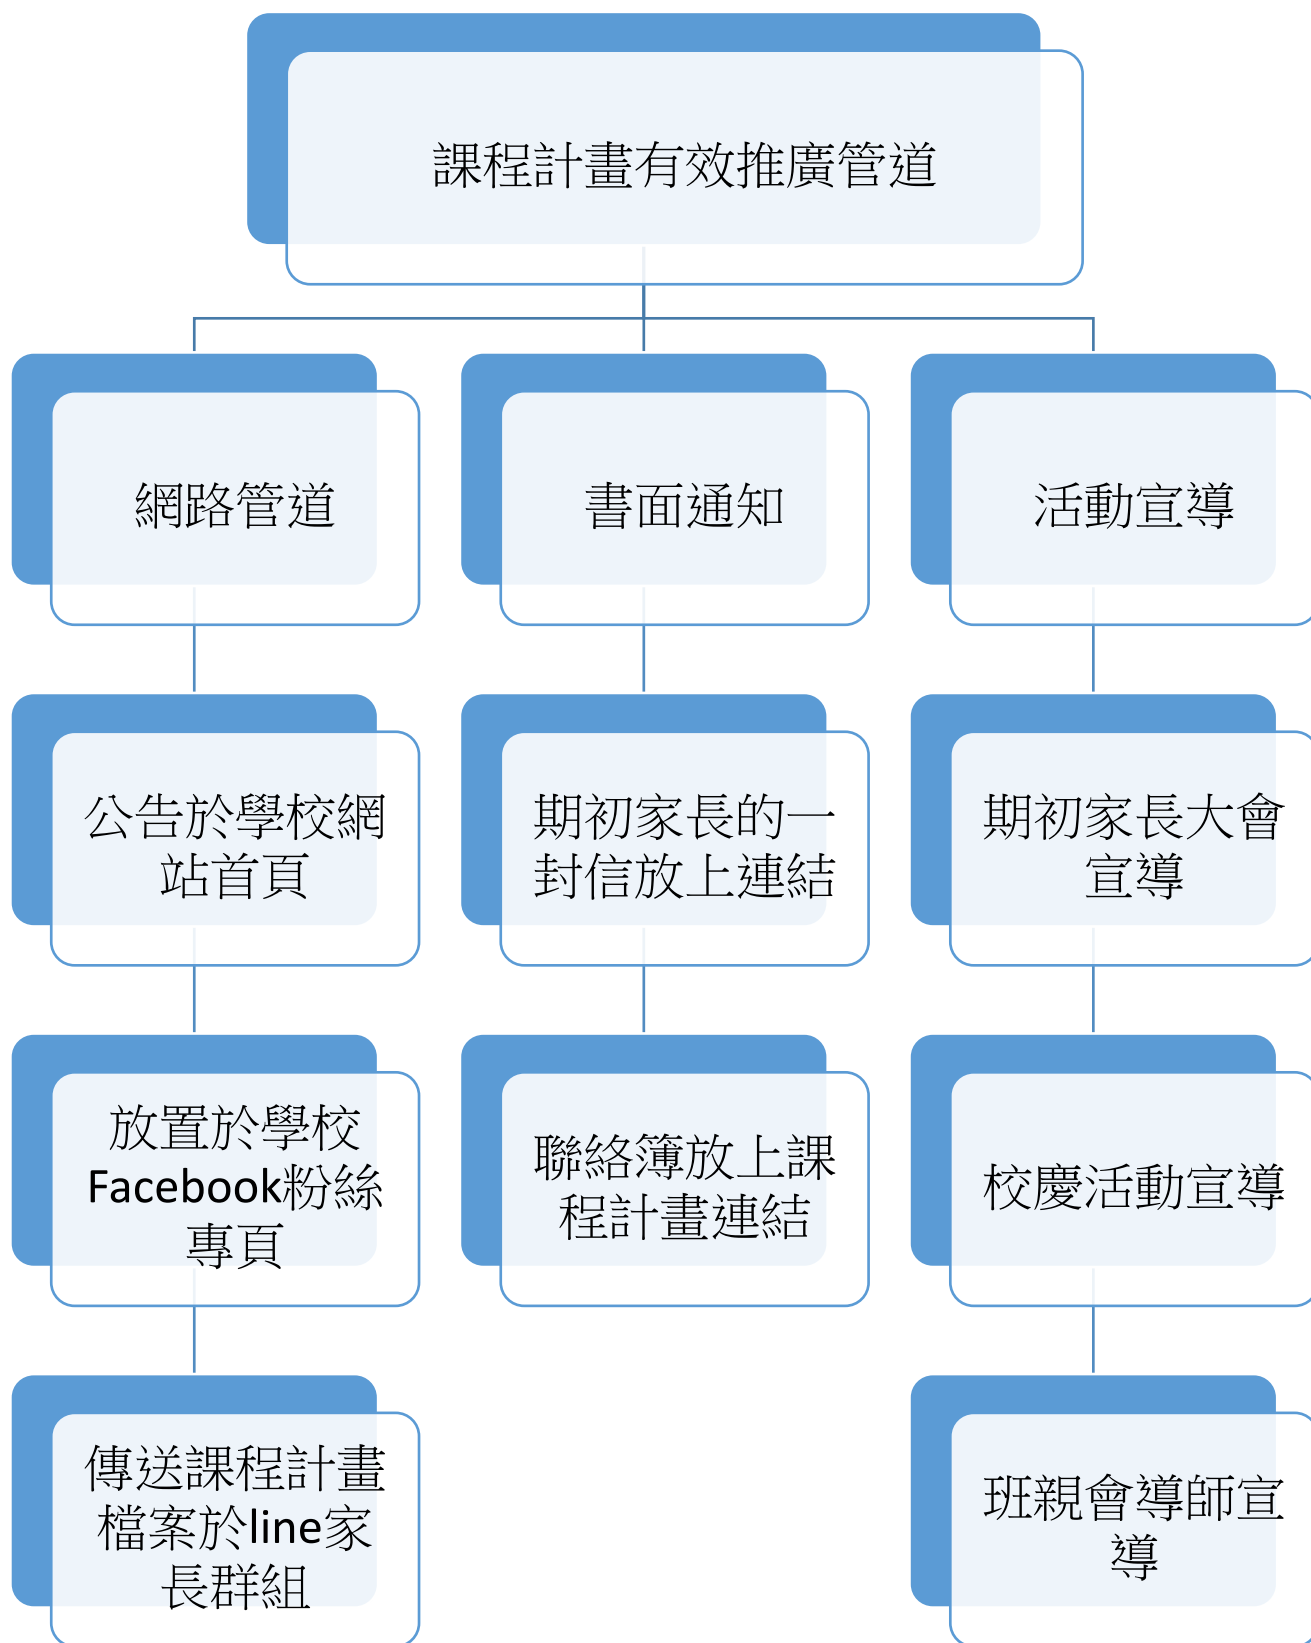 課程計畫有效推廣管道
網路管道
書面通知
活動宣導
公告於學校網
站首頁
期初家長的一
封信放上連結
期初家長大會
宣導
放置於學校
Facebook粉絲
專頁
聯絡簿放上課
程計畫連結
校慶活動宣導
傳送課程計畫
檔案於line家
長群組
班親會導師宣
導